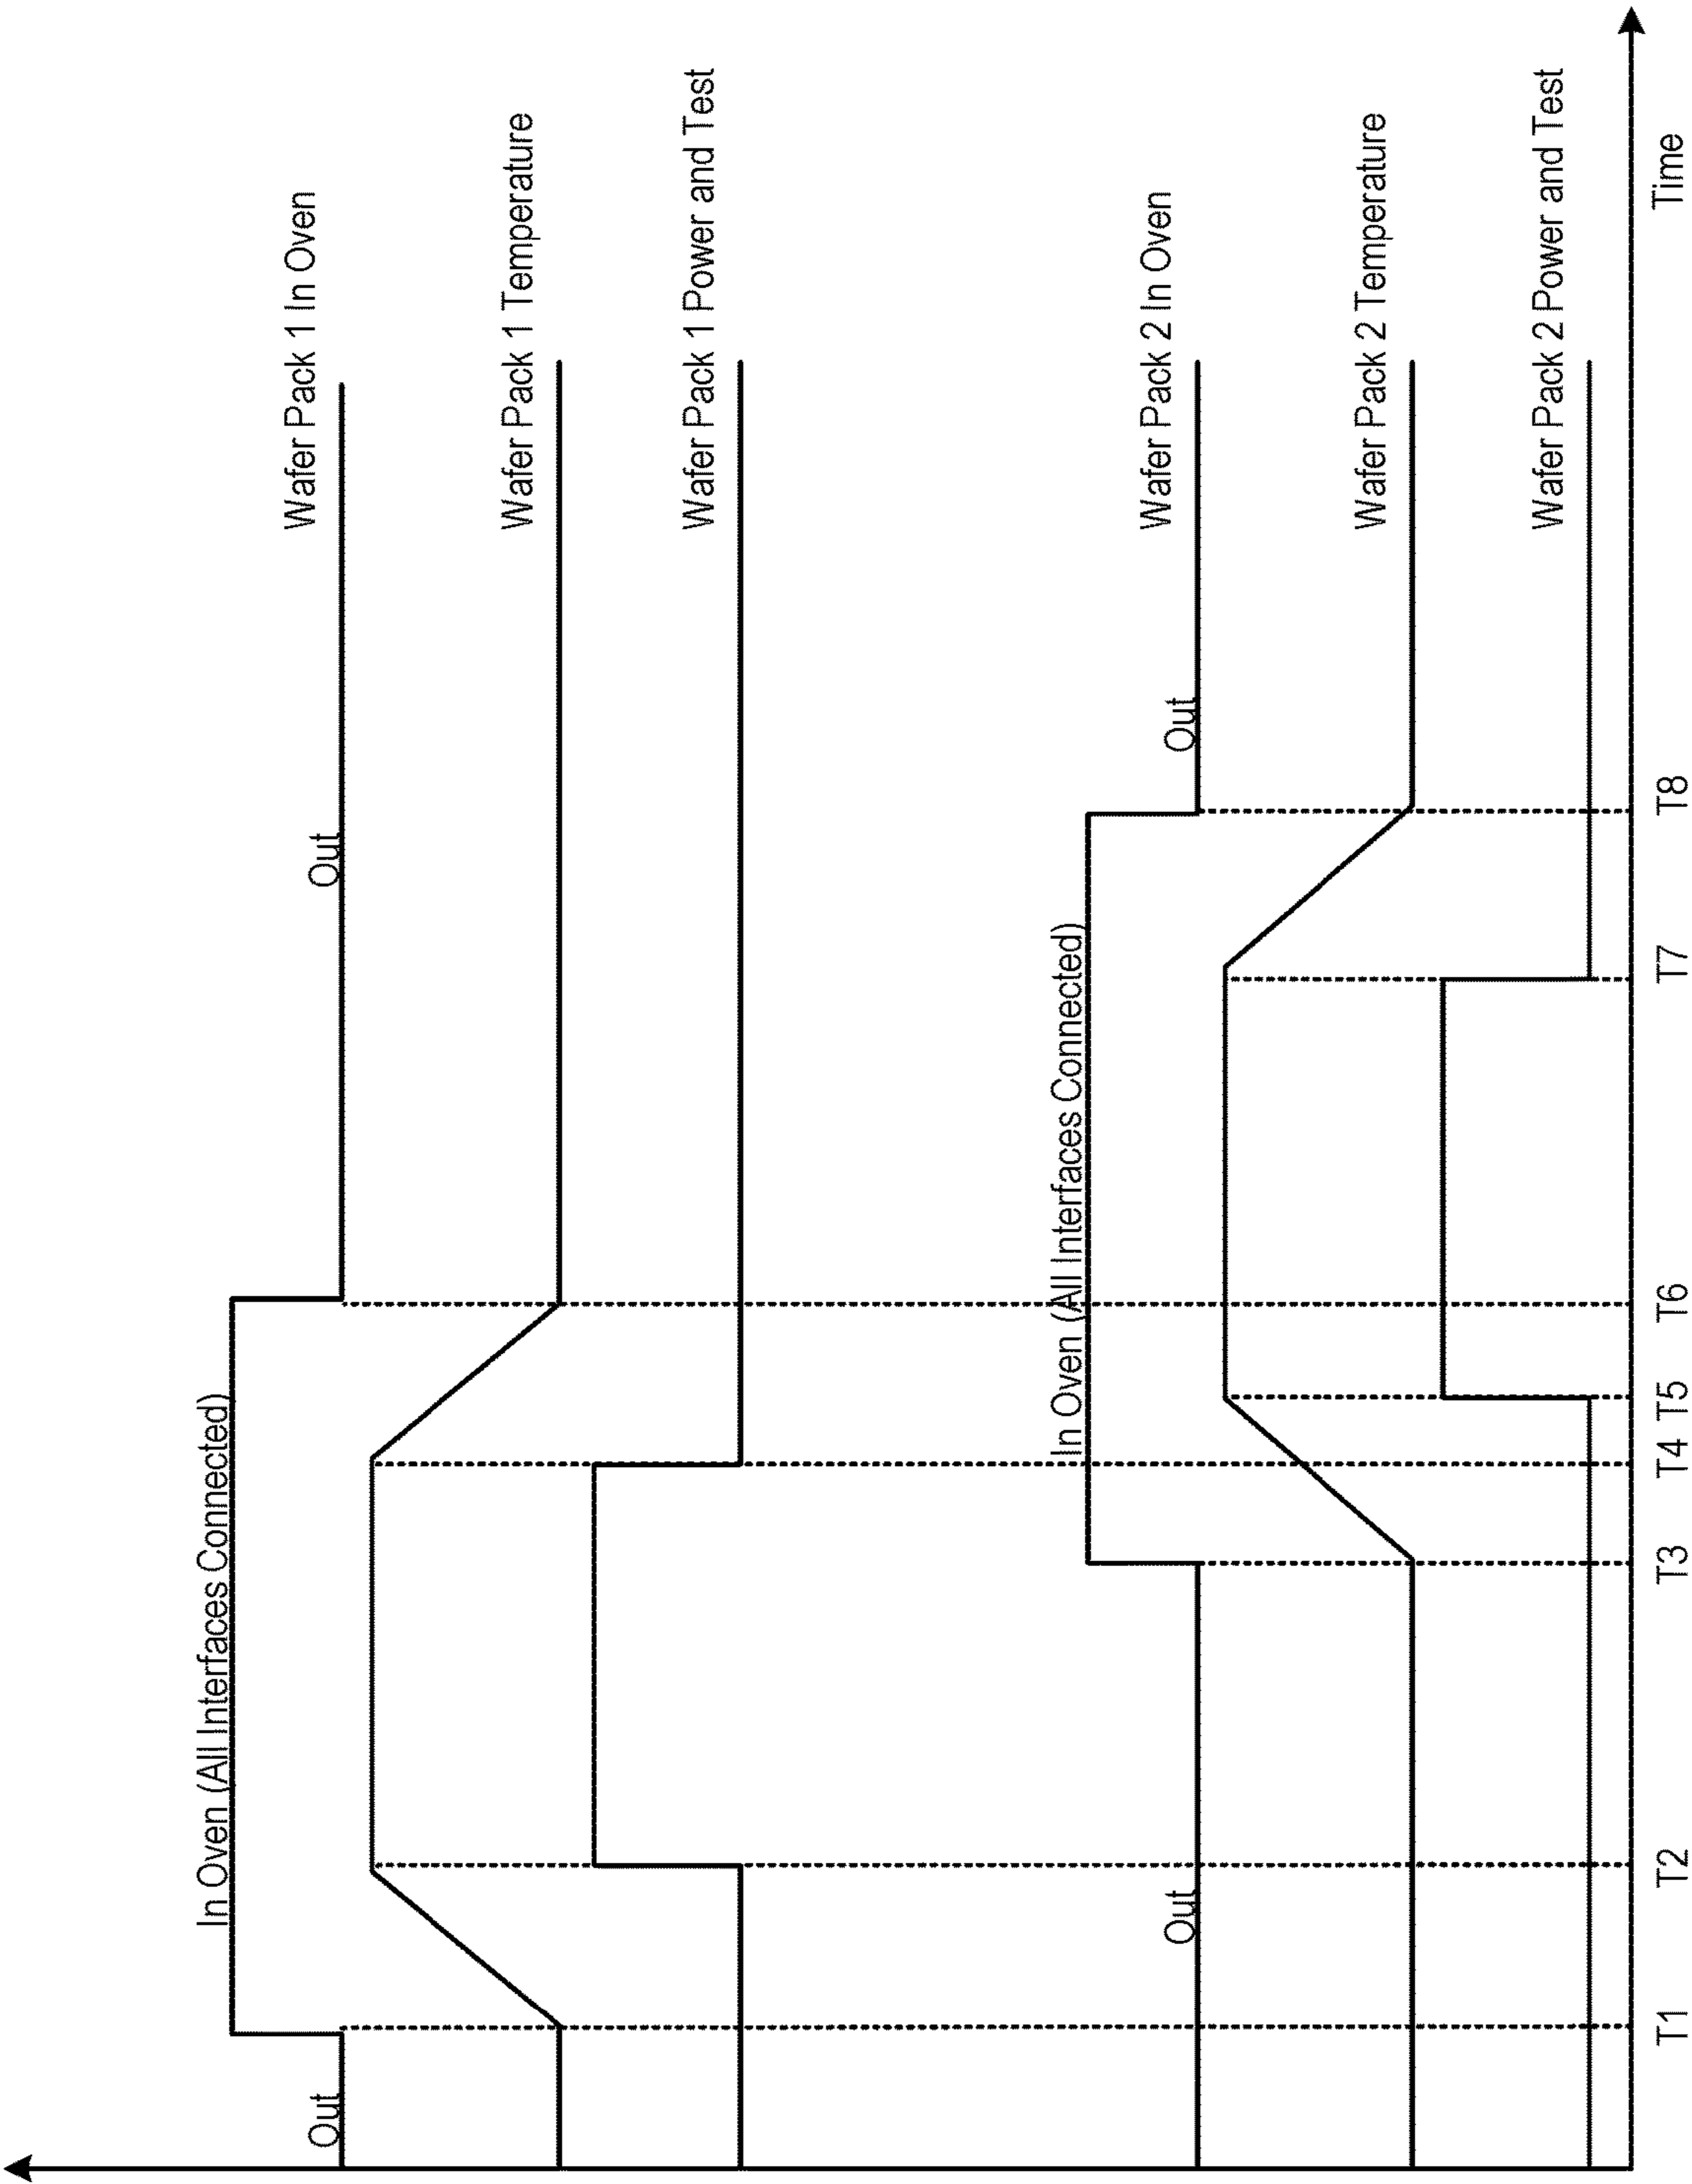 In Oven (All Interfaces Connected)
Out
Out
Wafer Pack 1 In Oven
Wafer Pack 1 Temperature
Wafer Pack 1 Power and Test
In Oven (All Interfaces Connected)
Out
Out
Wafer Pack 2 In Oven
Wafer Pack 2 Temperature
Wafer Pack 2 Power and Test
T1 T2 T3 T4 T5 T6 T7 T8 Time